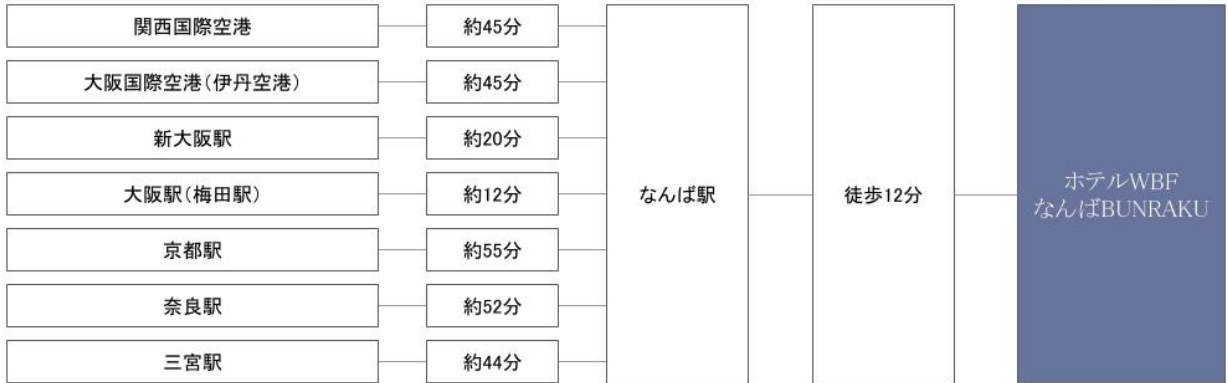 関西国際空港
約45分
大阪国際空港(伊丹空港)
約45分
新大阪駅
約20分
大阪駅(梅田駅)
約12分
京都駅
約55分
奈良駅
約52分
三宮駅
約44分
なんば駅
徒歩12分
ホテルWBF
なんばBUNRAKU